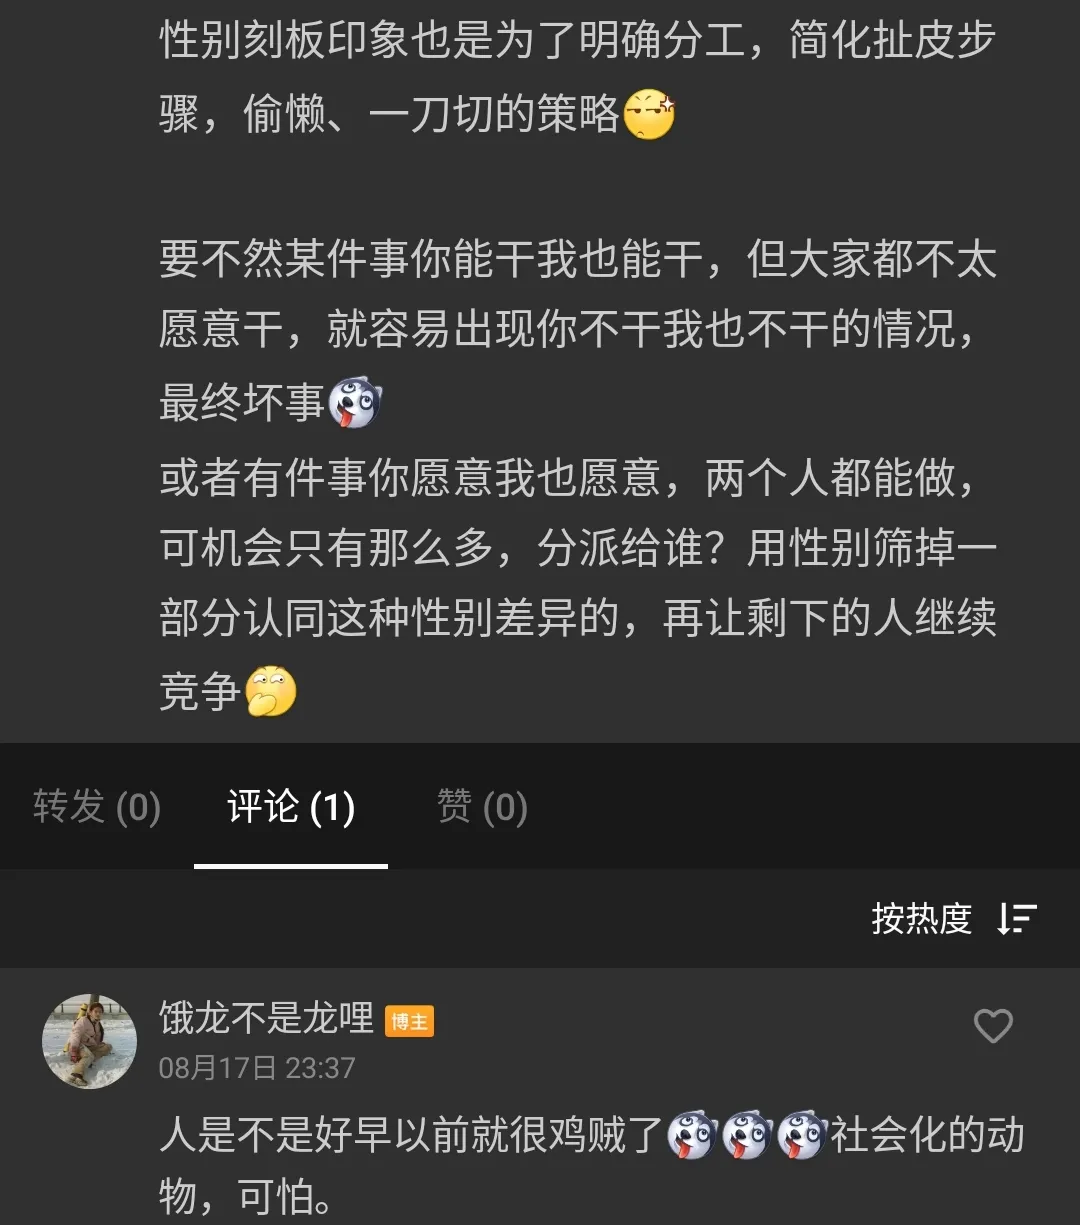 性别刻板印象也是为了明确分工，简化扯皮步
骤，偷懒、一刀切的策略
要不然某件事你能干我也能干，但大家都不太
愿意干，就容易出现你不干我也不干的情况，
最终坏事
或者有件事你愿意我也愿意，两个人都能做，
可机会只有那么多，分派给谁？用性别筛掉一
部分认同这种性别差异的，再让剩下的人继续
竞争
转发 (0) 评论 (1) 赞 (0)
按热度
饿龙不是龙哩 博主
08月17日 23:37
人是不是好早以前就很鸡贼了社会化的动
物，可怕。